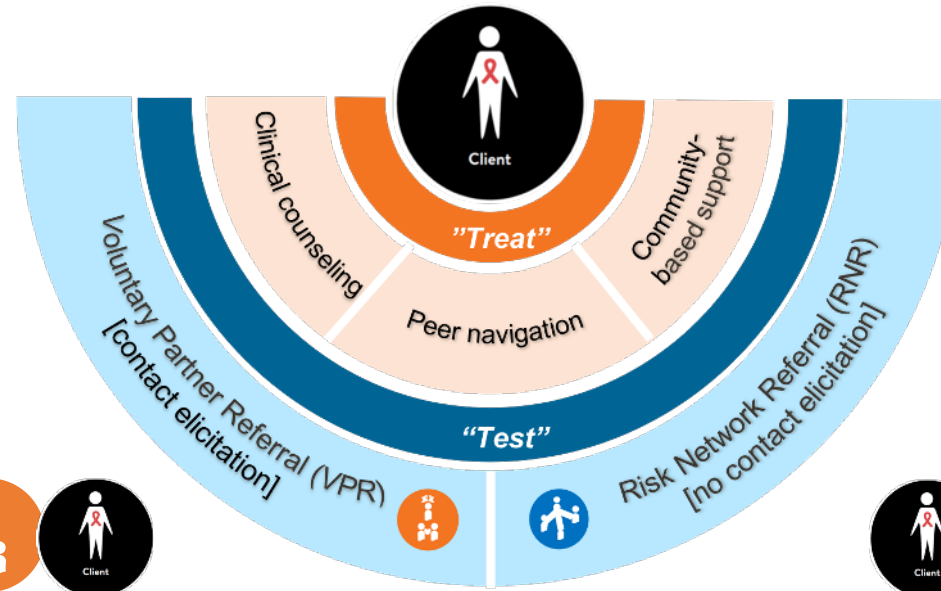 Client
"Treat"
Clinical counseling
Peer navigation
Community-
based support
"Test"
Voluntary Partner Referral (VPR)
[contact elicitation]
Risk Network Referral (RNR)
[no contact elicitation]
Client
Client